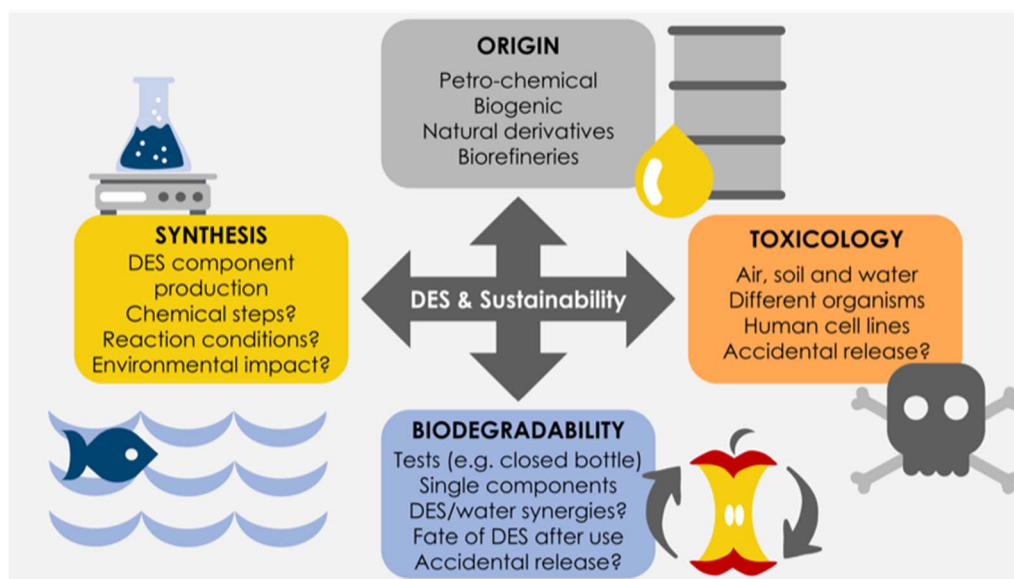 ORIGIN
Petro-chemical
Biogenic
Natural derivatives
Biorefineries
SYNTHESIS
DES component
production
Chemical steps?
Reaction conditions?
Environmental impact?
DES & Sustainability
TOXICOLOGY
Air, soil and water
Different organisms
Human cell lines
Accidental release?
BIODEGRADABILITY
Tests (e.g. closed bottle)
Single components
DES/water synergies?
Fate of DES after use
Accidental release?